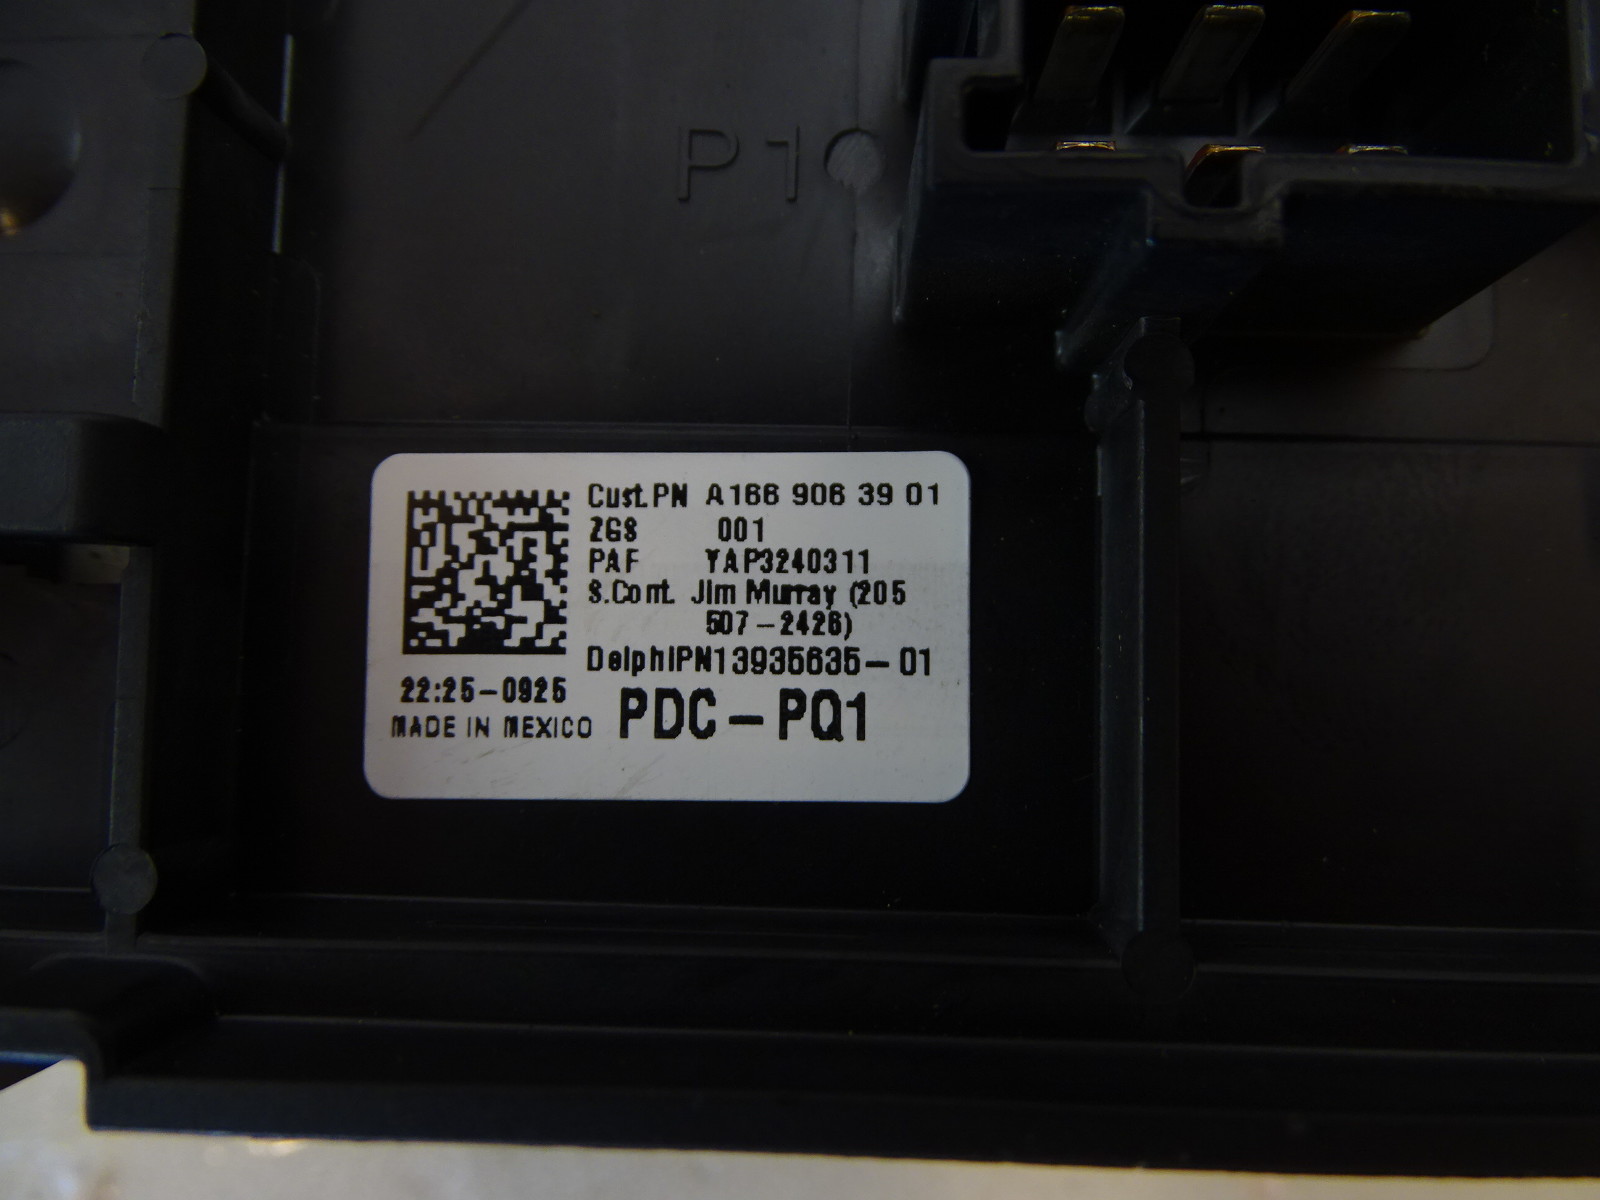 P1
Cust.PN A166 906 39 01
ZGS 001
PAF YAP3240311
S.Cont. Jim Murray (205
507-2426)
DelphiPN13935635-01
22:25-0925
MADE IN MEXICO PDC-PQ1